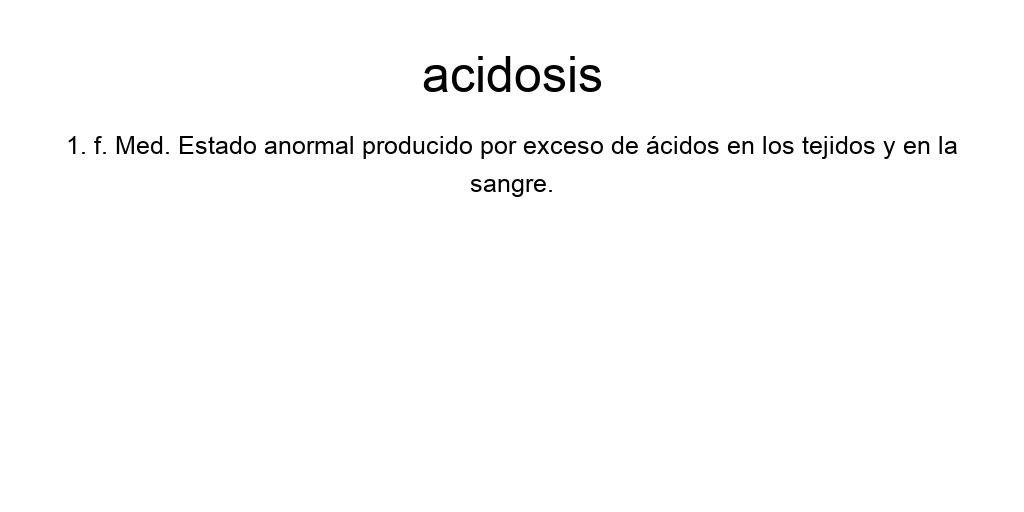 acidosis
1. f. Med. Estado anormal producido por exceso de ácidos en los tejidos y en la
sangre.